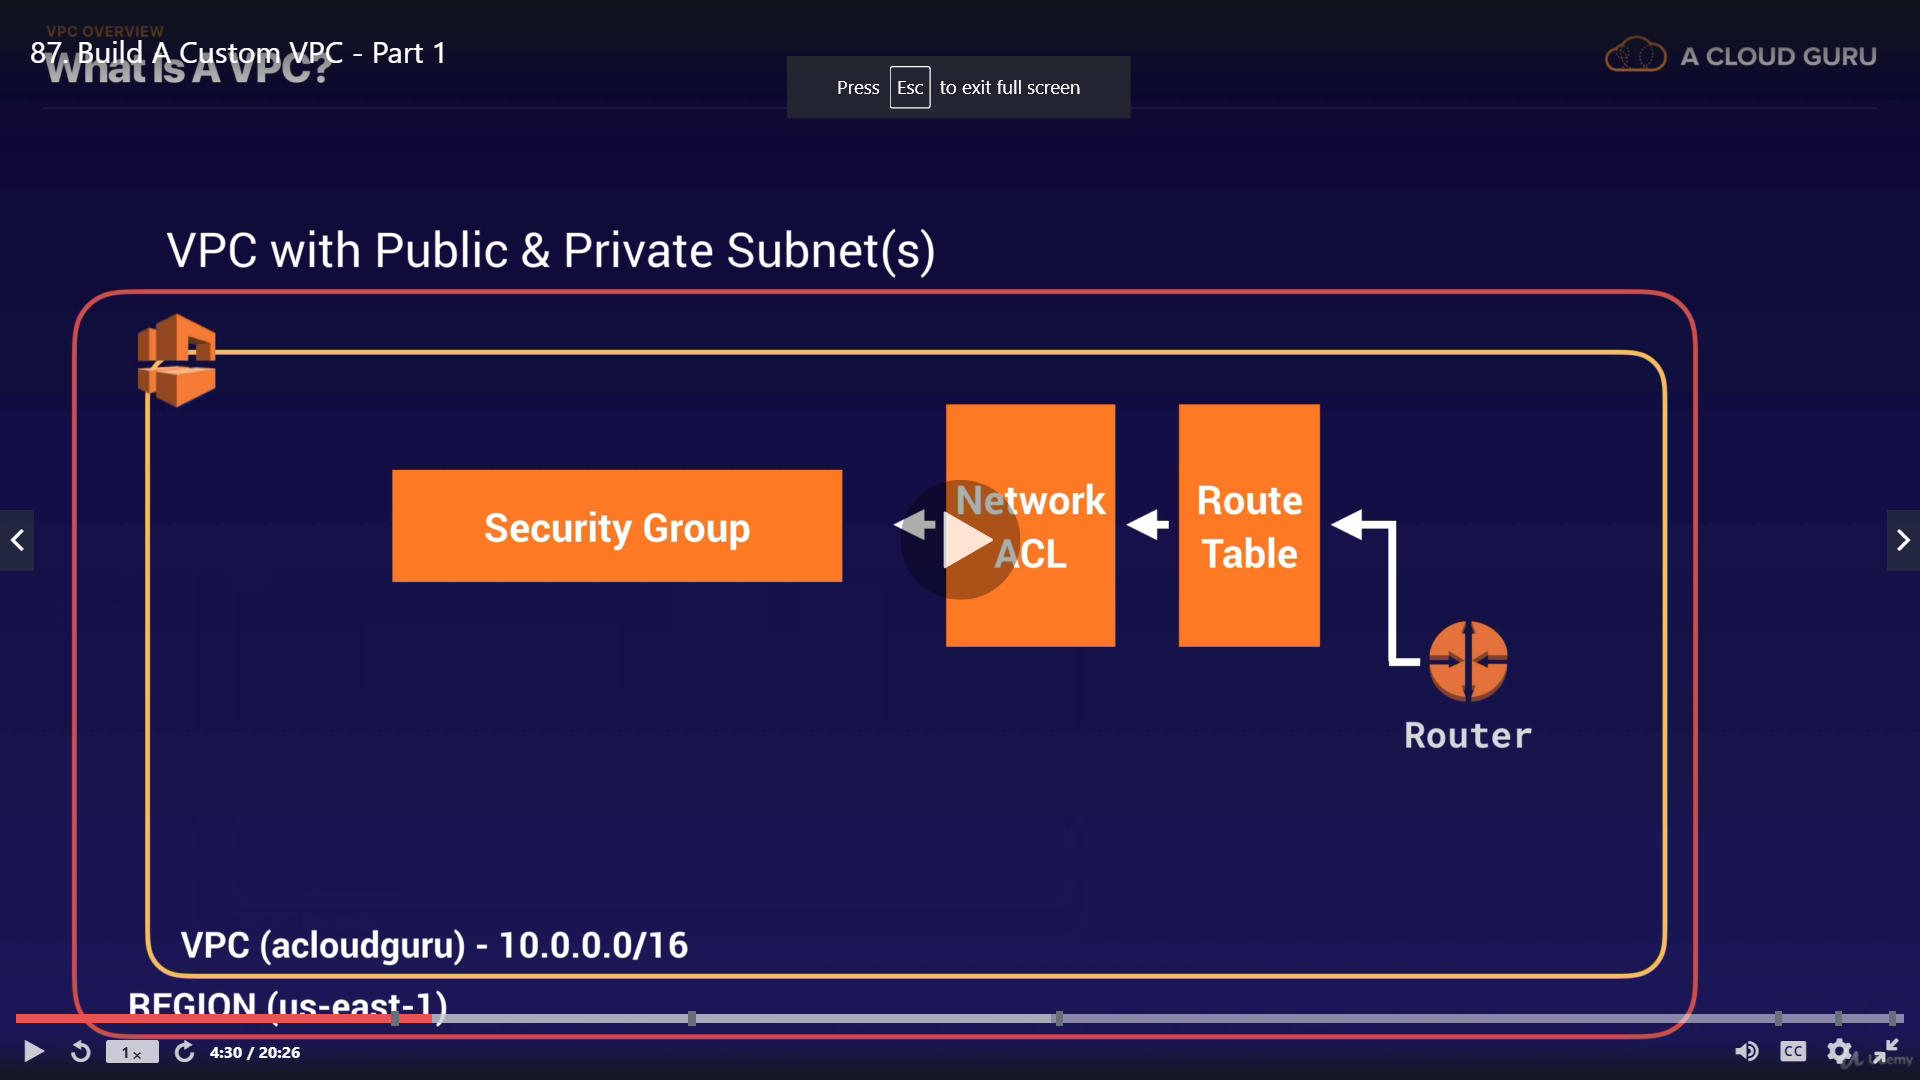 VPC OVERVIEW
87. Build A Custom VPC - Part 1
What Is A VPC?
A CLOUD GURU
Press Esc to exit full screen
VPC with Public & Private Subnet(s)
Security Group
Network
ACL
Route
Table
Router
VPC (acloudguru) - 10.0.0.0/16
REGION (us-east-1)
1x
4:30 / 20:26
CC
Udemy